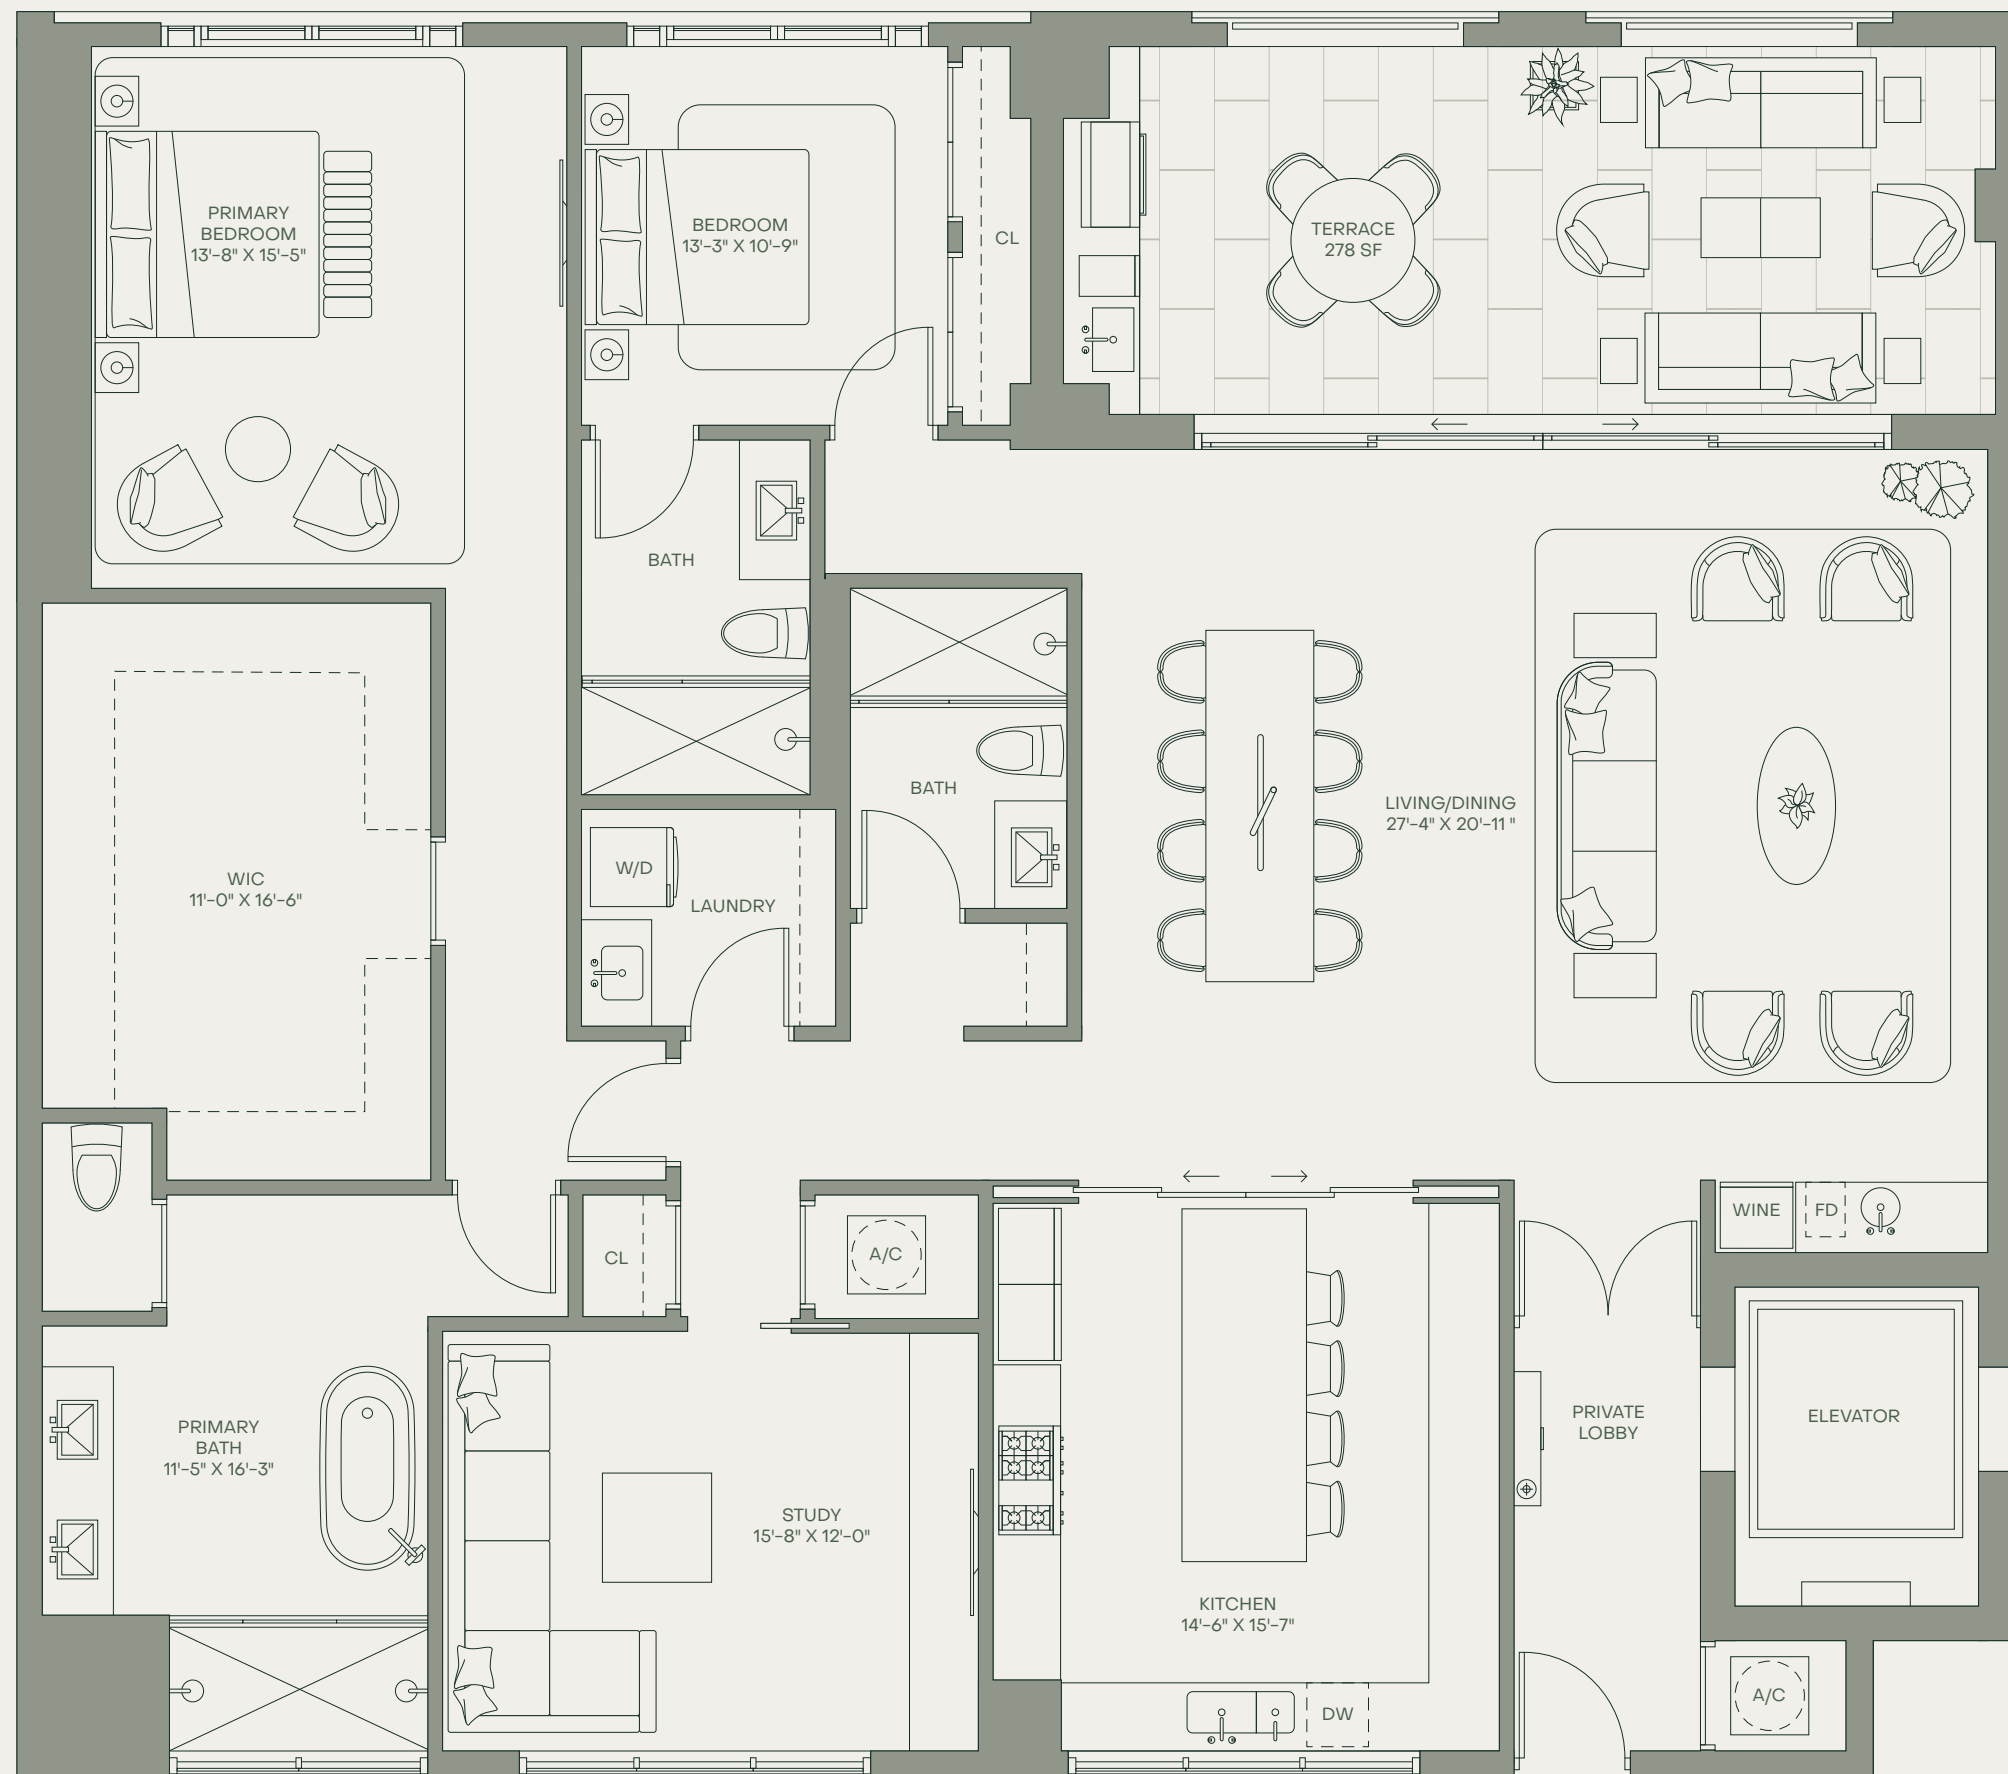 PRIMARY
BEDROOM
13'-8" X 15'-5"
BEDROOM
13'-3" X 10'-9"
CL
TERRACE
278 SF
BATH
BATH
LIVING/DINING
27'-4" X 20'-11 "
WIC
11'-0" X 16'-6"
W/D
LAUNDRY
CL
A/C
WINE
FD
PRIMARY
BATH
11'-5" X 16'-3"
STUDY
15'-8" X 12'-0"
KITCHEN
14'-6" X 15'-7"
DW
PRIVATE
LOBBY
ELEVATOR
A/C